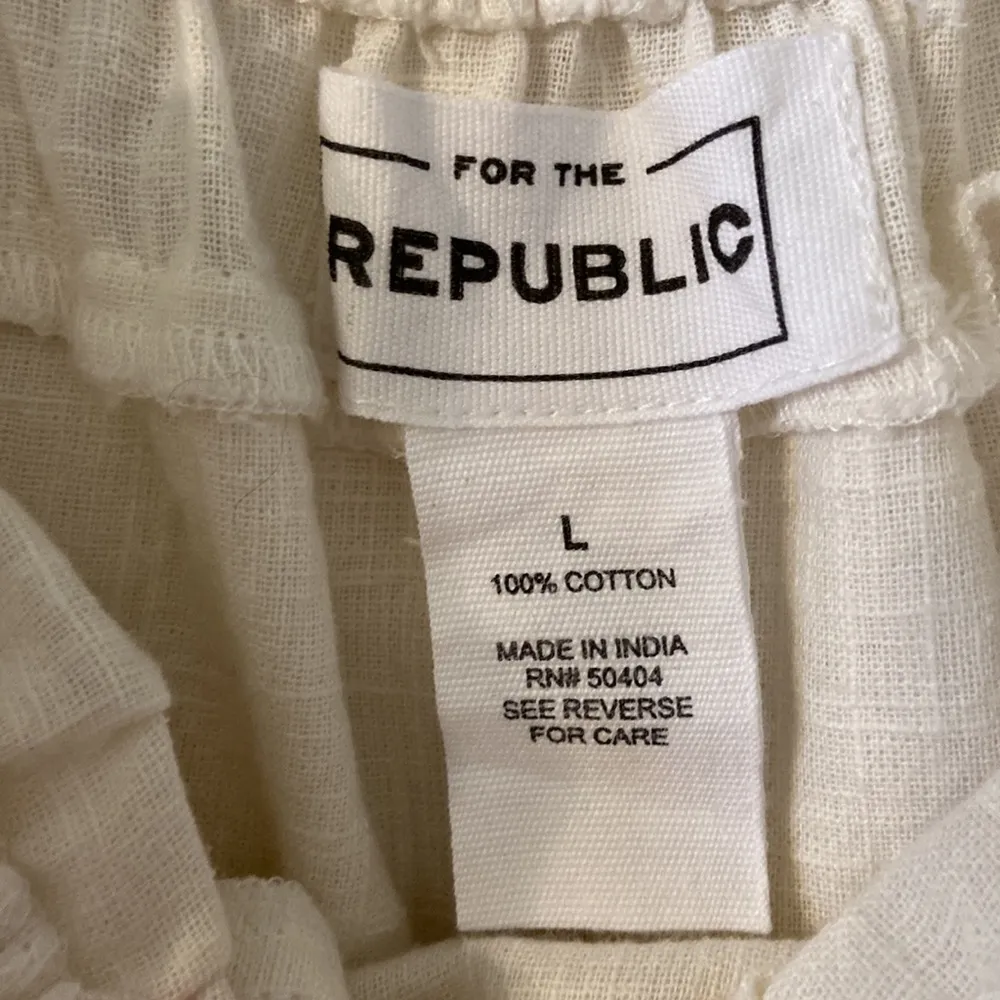 FOR THE
REPUBLIC
L
100% COTTON
MADE IN INDIA
RN# 50404
SEE REVERSE
FOR CARE